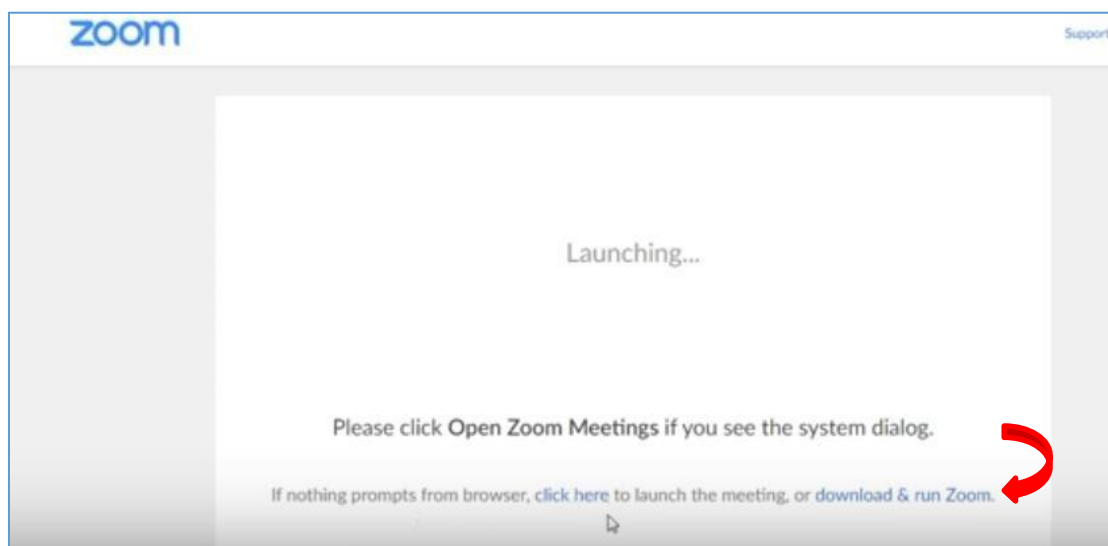 zoom
Support
Launching...
Please click Open Zoom Meetings if you see the system dialog.
If nothing prompts from browser, click here to launch the meeting, or download & run Zoom.